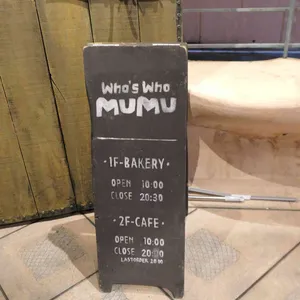 Who's Who
MUMU
· 1F-BAKERY ·
OPEN 10:00
CLOSE 20:30
· 2F-CAFE ·
OPEN 10:00
CLOSE 20:00